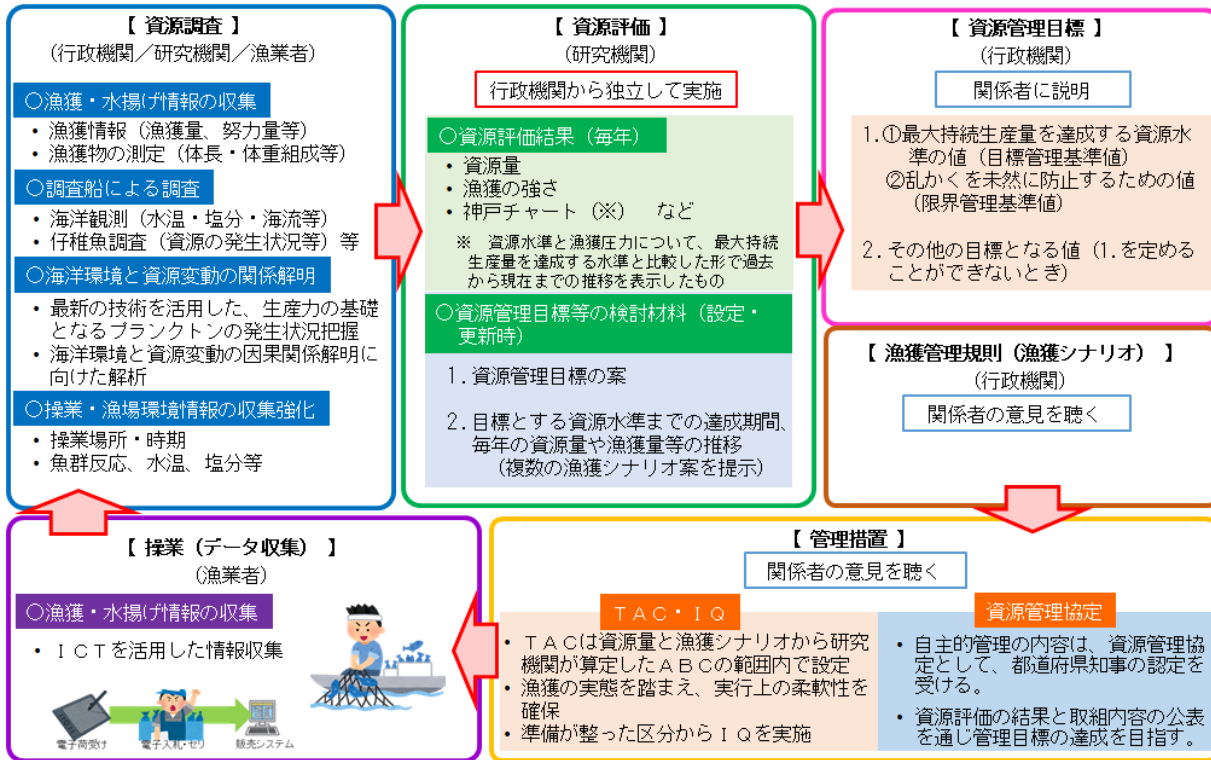 【 資源調査 】
(行政機関／研究機関／漁業者)
○漁獲・水揚げ情報の収集
・ 漁獲情報（漁獲量、努力量等）
・ 漁獲物の測定（体長・体重組成等）
○調査船による調査
・ 海洋観測（水温・塩分・海流等）
・ 仔稚魚調査（資源の発生状況等）等
○海洋環境と資源変動の関係解明
・ 最新の技術を活用した、生産力の基礎
となるプランクトンの発生状況把握
・ 海洋環境と資源変動の因果関係解明に
向けた解析
○操業・漁場環境情報の収集強化
・ 操業場所・時期
・ 魚群反応、水温、塩分等
【 資源評価 】
(研究機関)
行政機関から独立して実施
○資源評価結果（毎年）
・ 資源量
・ 漁獲の強さ
・ 神戸チャート（※） など
※ 資源水準と漁獲圧力について、最大持続
生産量を達成する水準と比較した形で過去
から現在までの推移を表示したもの
○資源管理目標等の検討材料（設定・
更新時）
１. 資源管理目標の案
２. 目標とする資源水準までの達成期間、
毎年の資源量や漁獲量等の推移
（複数の漁獲シナリオ案を提示）
【 資源管理目標 】
(行政機関)
関係者に説明
1. ①最大持続生産量を達成する資源水
準の値（目標管理基準値）
②乱かくを未然に防止するための値
（限界管理基準値）
2. その他の目標となる値（1.を定める
ことができないとき）
【 漁獲管理規則（漁獲シナリオ） 】
(行政機関)
関係者の意見を聴く
【 管理措置 】
関係者の意見を聴く
ＴＡＣ・ＩＱ
・ ＴＡＣは資源量と漁獲シナリオから研究
機関が算定したＡＢＣの範囲内で設定
・ 漁獲の実態を踏まえ、実行上の柔軟性を
確保
・ 準備が整った区分からＩＱを実施
資源管理協定
・ 自主的管理の内容は、資源管理協
定として、都道府県知事の認定を
受ける。
・ 資源評価の結果と取組内容の公表
を通じ管理目標の達成を目指す。
【 操業（データ収集） 】
(漁業者)
○漁獲・水揚げ情報の収集
・ ＩＣＴを活用した情報収集
電子荷受け
電子入札・セリ
販売システム